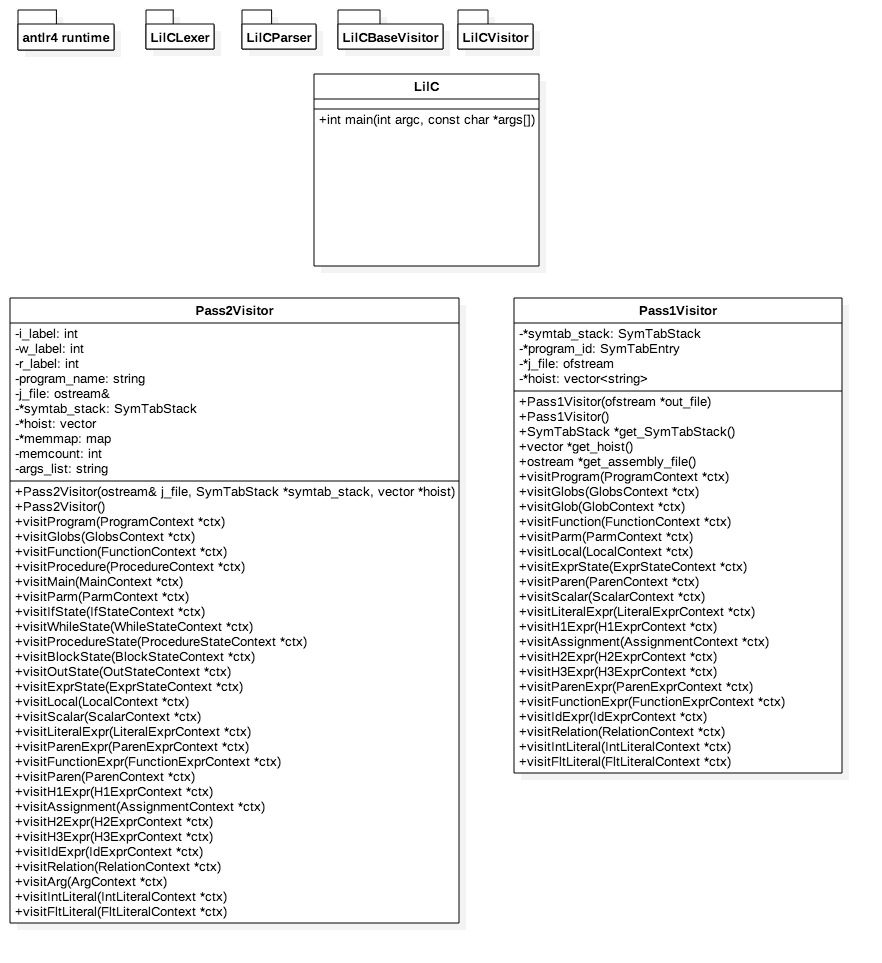 antlr4 runtime
LilCLexer
LilCParser
LilCBaseVisitor
LilCVisitor
LilC
+int main(int argc, const char *args[])
Pass2Visitor
-i_label: int
-w_label: int
-r_label: int
-program_name: string
-j_file: ostream&
-*symtab_stack: SymTabStack
-*hoist: vector
-*memmap: map
-memcount: int
-args_list: string
+Pass2Visitor(ostream& j_file, SymTabStack *symtab_stack, vector *hoist)
+Pass2Visitor()
+visitProgram(ProgramContext *ctx)
+visitGlobs(GlobsContext *ctx)
+visitFunction(FunctionContext *ctx)
+visitProcedure(ProcedureContext *ctx)
+visitMain(MainContext *ctx)
+visitParm(ParmContext *ctx)
+visitIfState(IfStateContext *ctx)
+visitWhileState(WhileStateContext *ctx)
+visitProcedureState(ProcedureStateContext *ctx)
+visitBlockState(BlockStateContext *ctx)
+visitOutState(OutStateContext *ctx)
+visitExprState(ExprStateContext *ctx)
+visitLocal(LocalContext *ctx)
+visitScalar(ScalarContext *ctx)
+visitLiteralExpr(LiteralExprContext *ctx)
+visitParenExpr(ParenExprContext *ctx)
+visitFunctionExpr(FunctionExprContext *ctx)
+visitParen(ParenContext *ctx)
+visitH1Expr(H1ExprContext *ctx)
+visitAssignment(AssignmentContext *ctx)
+visitH2Expr(H2ExprContext *ctx)
+visitH3Expr(H3ExprContext *ctx)
+visitIdExpr(IdExprContext *ctx)
+visitRelation(RelationContext *ctx)
+visitArg(ArgContext *ctx)
+visitIntLiteral(IntLiteralContext *ctx)
+visitFltLiteral(FltLiteralContext *ctx)
Pass1Visitor
-*symtab_stack: SymTabStack
-*program_id: SymTabEntry
-*j_file: ofstream
-*hoist: vector<string>
+Pass1Visitor(ofstream *out_file)
+Pass1Visitor()
+SymTabStack *get_SymTabStack()
+vector *get_hoist()
+ostream *get_assembly_file()
+visitProgram(ProgramContext *ctx)
+visitGlobs(GlobsContext *ctx)
+visitGlob(GlobContext *ctx)
+visitFunction(FunctionContext *ctx)
+visitParm(ParmContext *ctx)
+visitLocal(LocalContext *ctx)
+visitExprState(ExprStateContext *ctx)
+visitParen(ParenContext *ctx)
+visitScalar(ScalarContext *ctx)
+visitLiteralExpr(LiteralExprContext *ctx)
+visitH1Expr(H1ExprContext *ctx)
+visitAssignment(AssignmentContext *ctx)
+visitH2Expr(H2ExprContext *ctx)
+visitH3Expr(H3ExprContext *ctx)
+visitParenExpr(ParenExprContext *ctx)
+visitFunctionExpr(FunctionExprContext *ctx)
+visitIdExpr(IdExprContext *ctx)
+visitRelation(RelationContext *ctx)
+visitIntLiteral(IntLiteralContext *ctx)
+visitFltLiteral(FltLiteralContext *ctx)